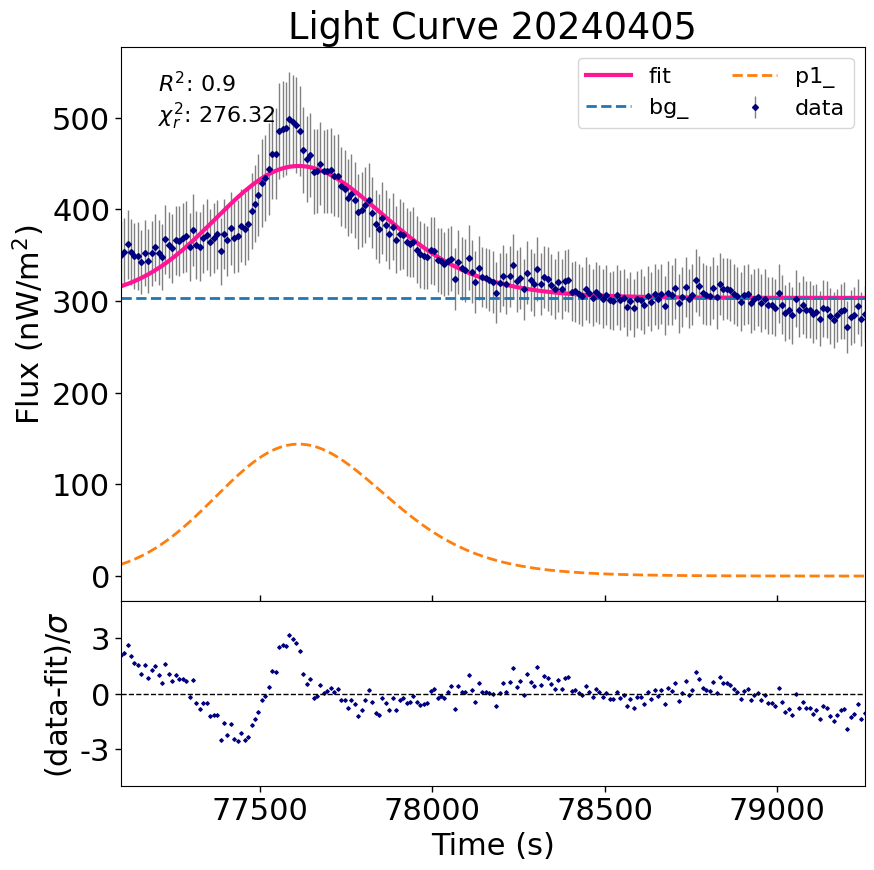 Light Curve 20240405
R²: 0.9
χ²ᵣ: 276.32
fit
bg_
p1_
data
Flux (nW/m²)
500
400
300
200
100
0
(data-fit)/σ
3
0
-3
77500
78000
78500
79000
Time (s)